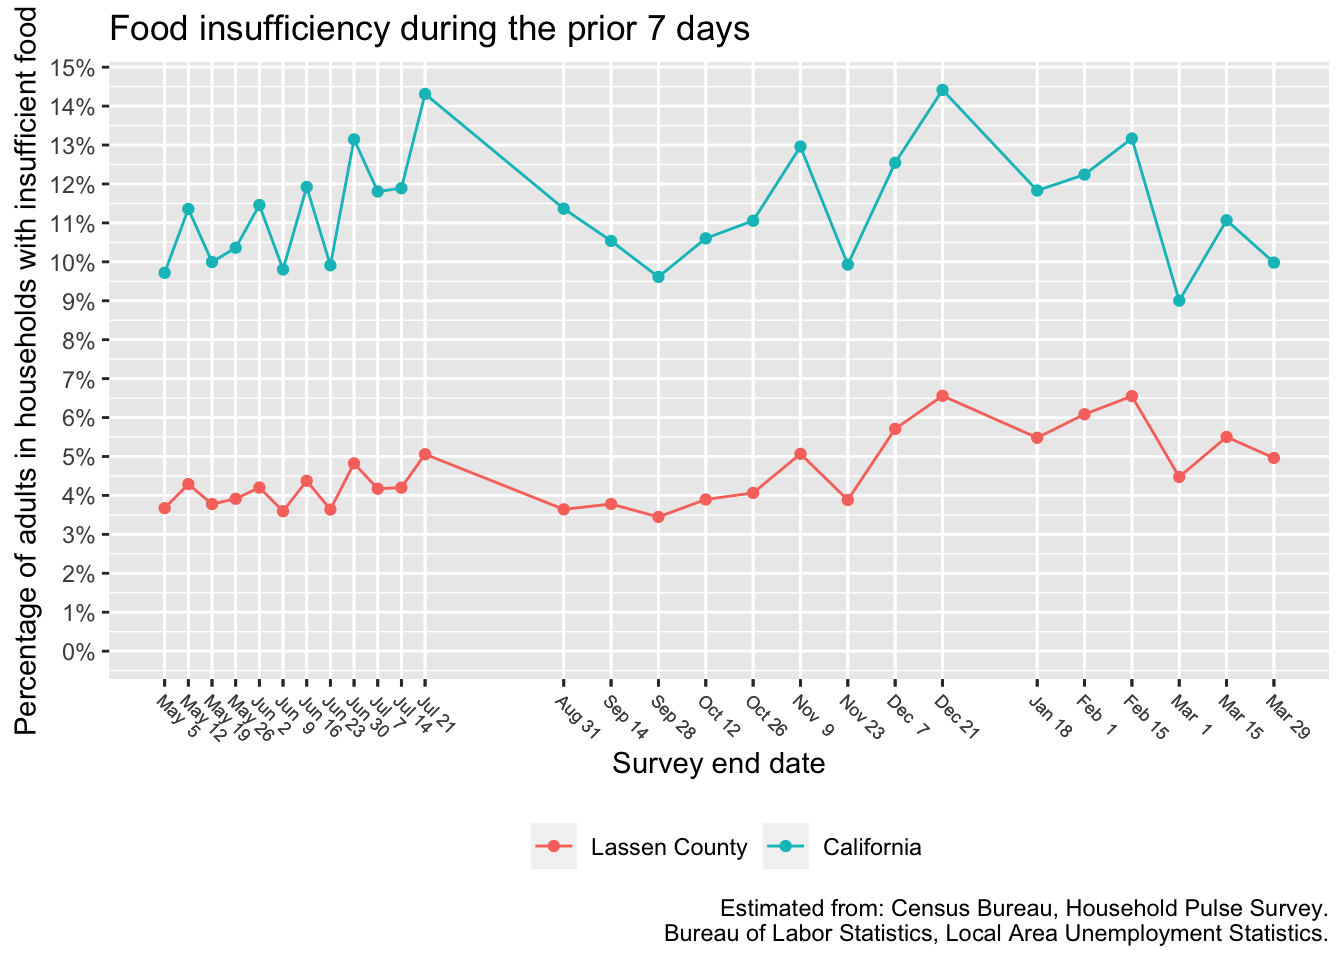 Food insufficiency during the prior 7 days
Percentage of adults in households with insufficient food
15%
14%
13%
12%
11%
10%
9%
8%
7%
6%
5%
4%
3%
2%
1%
0%
May 5
May 12
May 19
May 26
Jun 2
Jun 9
Jun 16
Jun 23
Jun 30
Jul 7
Jul 14
Jul 21
Aug 31
Sep 14
Sep 28
Oct 12
Oct 26
Nov 9
Nov 23
Dec 7
Dec 21
Jan 18
Feb 1
Feb 15
Mar 1
Mar 15
Mar 29
Survey end date
Lassen County
California
Estimated from: Census Bureau, Household Pulse Survey.
Bureau of Labor Statistics, Local Area Unemployment Statistics.